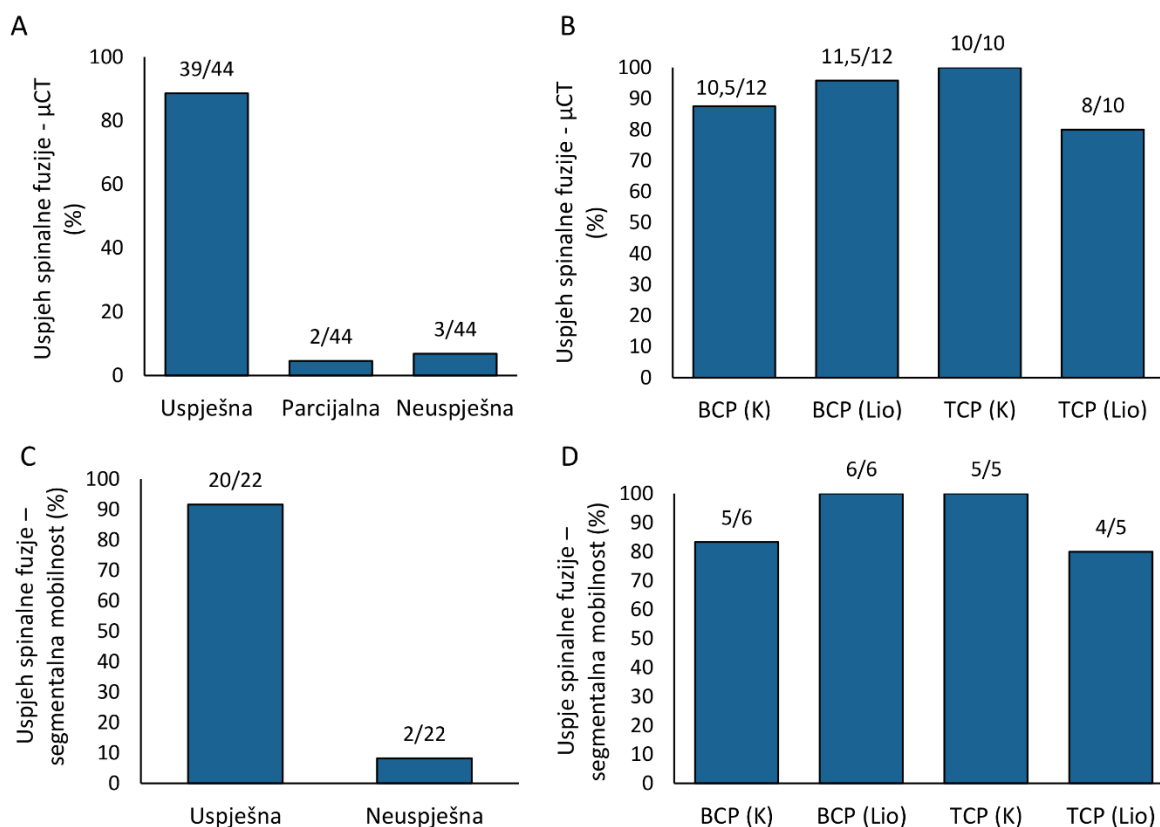 A
Uspjeh spinalne fuzije - µCT
(%)
100
80
60
40
20
0
39/44
2/44
3/44
Uspješna
Parcijalna
Neuspješna
B
Uspjeh spinalne fuzije - µCT
(%)
100
90
80
70
60
50
40
30
20
10
0
10,5/12
11,5/12
10/10
8/10
BCP (K)
BCP (Lio)
TCP (K)
TCP (Lio)
C
Uspjeh spinalne fuzje –
segmentalna mobilnost (%)
100
90
80
70
60
50
40
30
20
10
0
20/22
2/22
Uspješna
Neuspješna
D
Uspje spinalne fuzije –
segmentalna mobilnost (%)
100
90
80
70
60
50
40
30
20
10
0
5/6
6/6
5/5
4/5
BCP (K)
BCP (Lio)
TCP (K)
TCP (Lio)